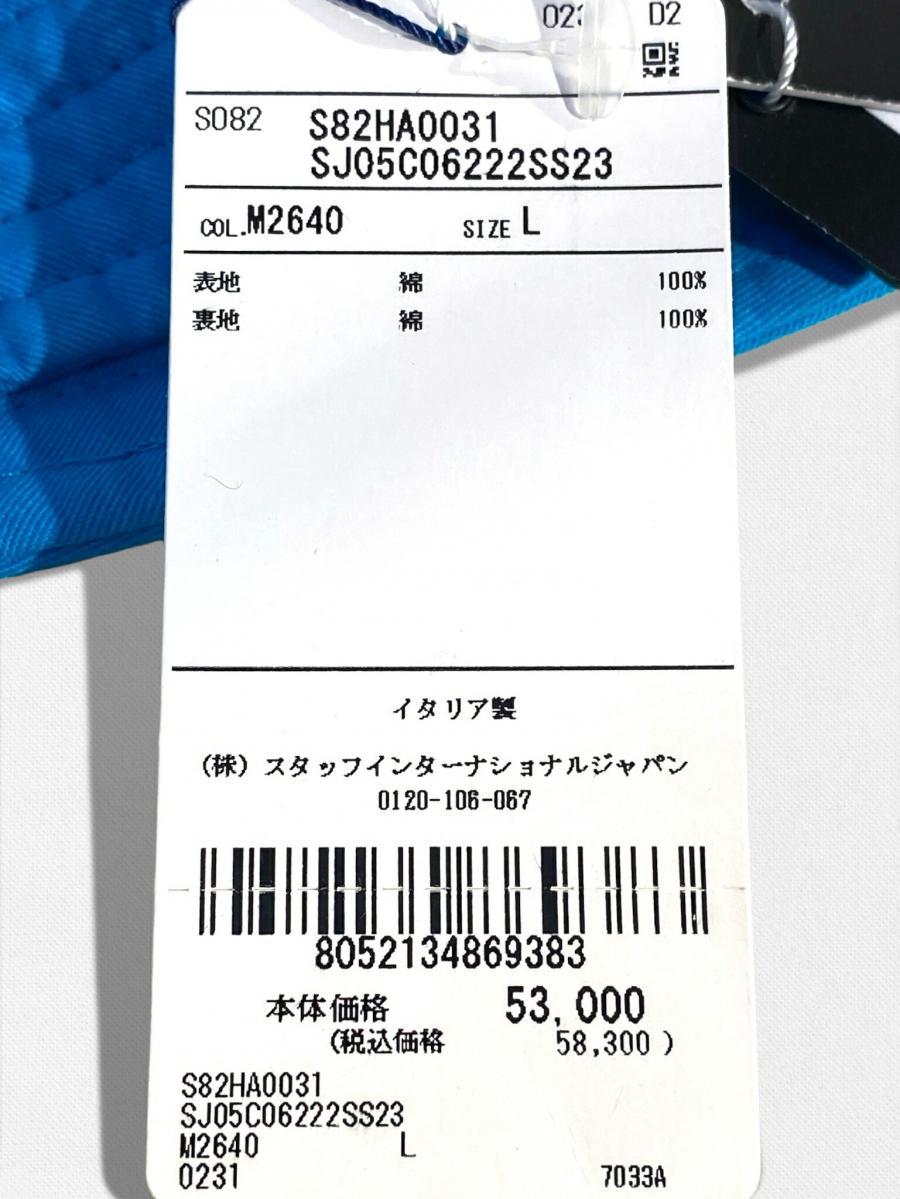 D2
S082 S82HA0031
SJ05C06222SS23
COL.M2640 SIZE L
表地 綿 100%
裏地 綿 100%
イタリア製
(株) スタッフインターナショナルジャパン
0120-106-067
8052134869383
本体価格 53,000
(税込価格 58,300 )
S82HA0031
SJ05C06222SS23
M2640 L
0231 7033A